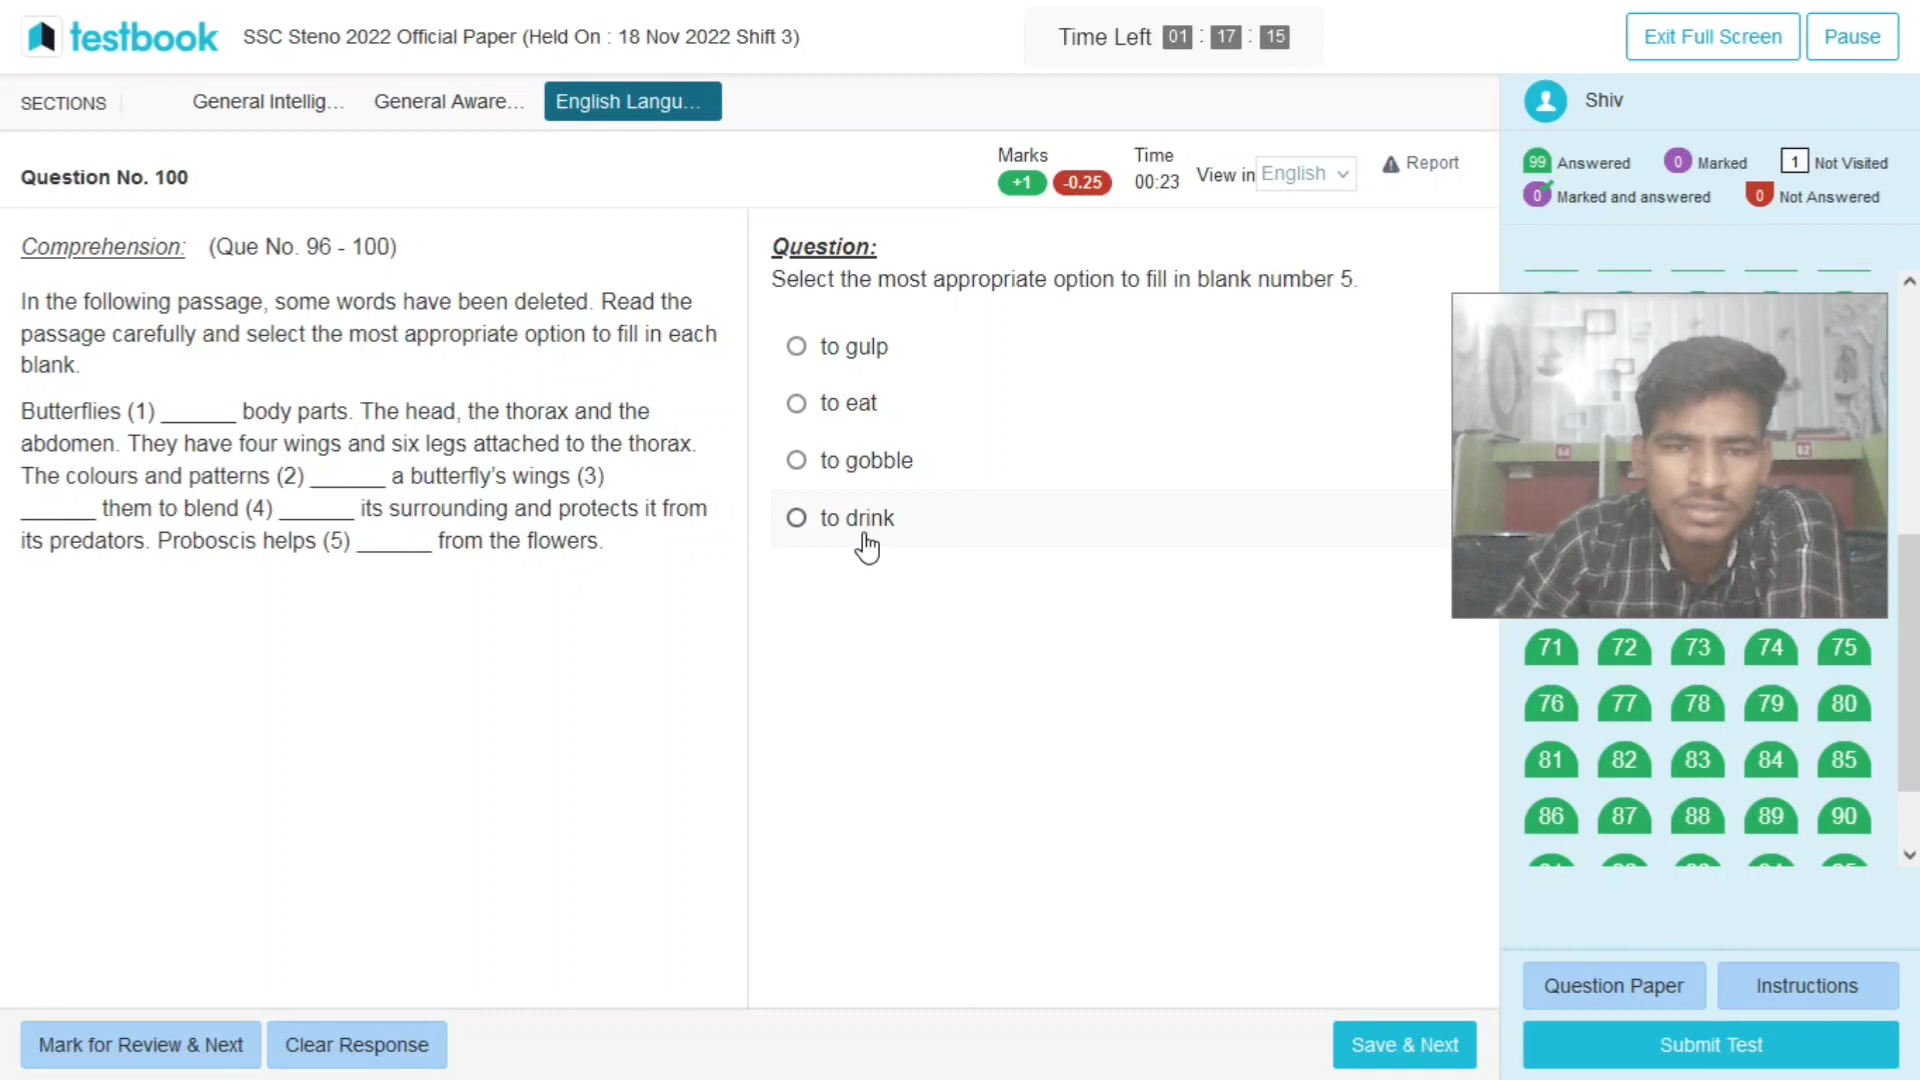 testbook SSC Steno 2022 Official Paper (Held On : 18 Nov 2022 Shift 3) Time Left 01 : 17 : 15 Exit Full Screen Pause
SECTIONS General Intellig... General Aware... English Langu... Shiv
Question No. 100 Marks +1 -0.25 Time 00:23 View in English Report
99 Answered 0 Marked 1 Not Visited
0 Marked and answered 0 Not Answered
Comprehension: (Que No. 96 - 100)
In the following passage, some words have been deleted. Read the
passage carefully and select the most appropriate option to fill in each
blank.
Butterflies (1) ______ body parts. The head, the thorax and the
abdomen. They have four wings and six legs attached to the thorax.
The colours and patterns (2) ______ a butterfly's wings (3)
______ them to blend (4) ______ its surrounding and protects it from
its predators. Proboscis helps (5) ______ from the flowers.
Question:
Select the most appropriate option to fill in blank number 5.
to gulp
to eat
to gobble
to drink
71 72 73 74 75
76 77 78 79 80
81 82 83 84 85
86 87 88 89 90
Question Paper Instructions
Mark for Review & Next Clear Response Save & Next Submit Test